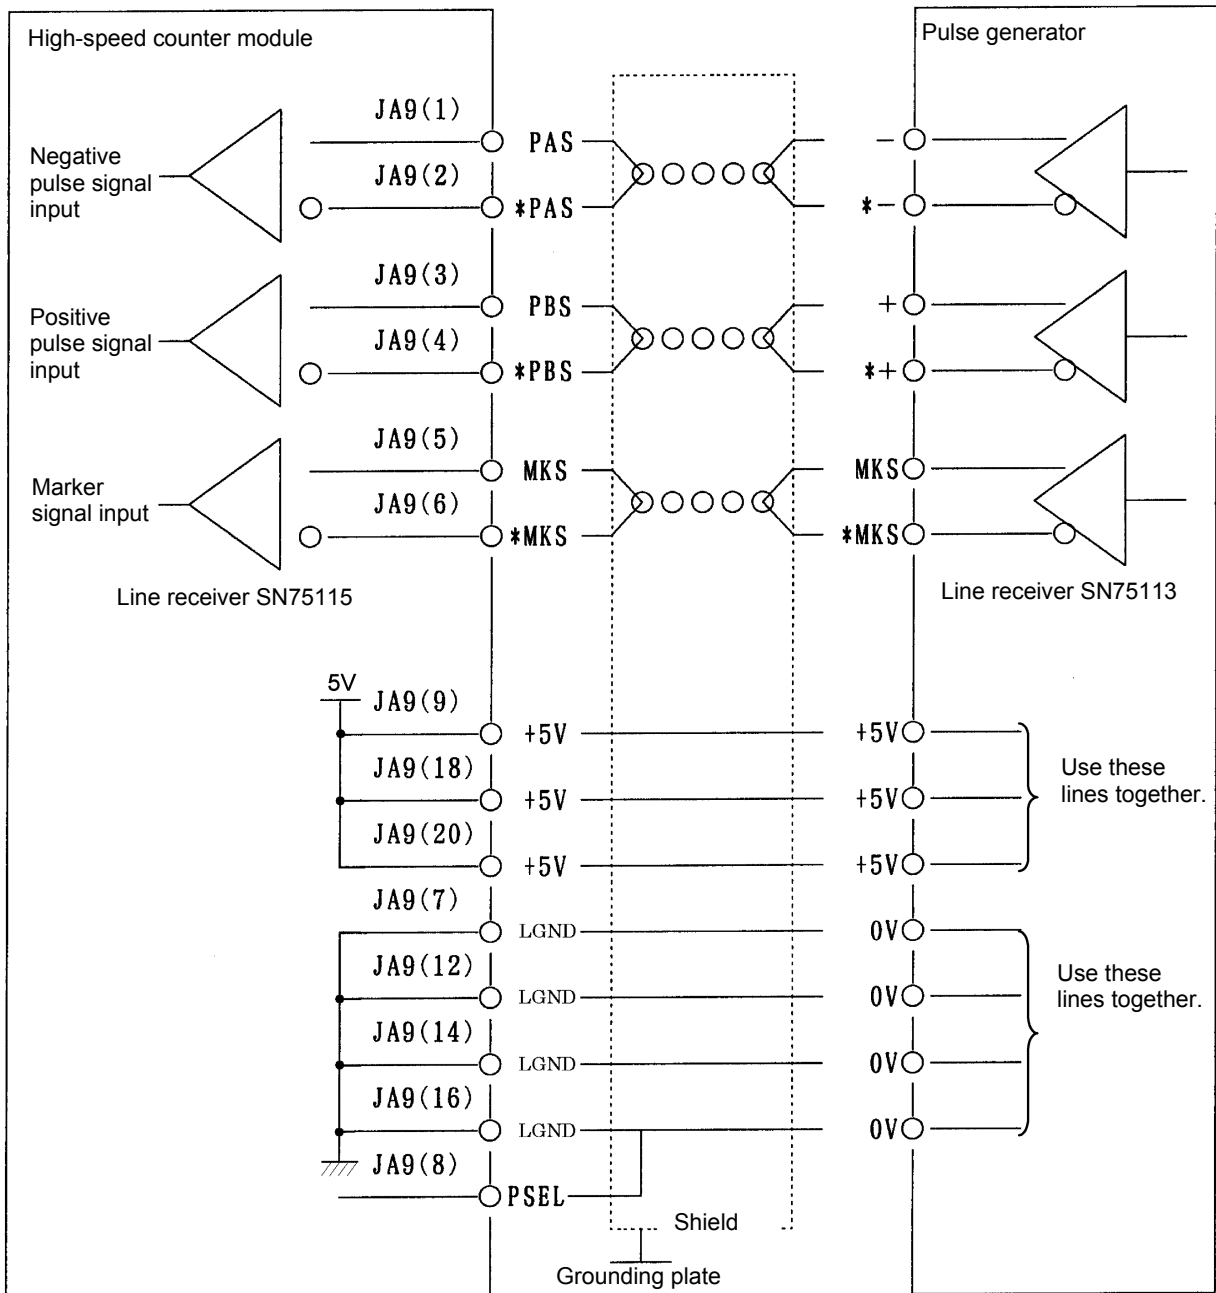 High-speed counter module
Pulse generator
JA9(1)
PAS
−
Negative
pulse signal
input
JA9(2)
*PAS
*−
JA9(3)
PBS
+
Positive
pulse signal
input
JA9(4)
*PBS
*+
JA9(5)
MKS
MKS
Marker
signal input
JA9(6)
*MKS
*MKS
Line receiver SN75115
Line receiver SN75113
5V
JA9(9)
+5V
+5V
JA9(18)
+5V
+5V
Use these
lines together.
JA9(20)
+5V
+5V
JA9(7)
LGND
0V
JA9(12)
LGND
0V
Use these
lines together.
JA9(14)
LGND
0V
JA9(16)
LGND
0V
JA9(8)
PSEL
Shield
Grounding plate